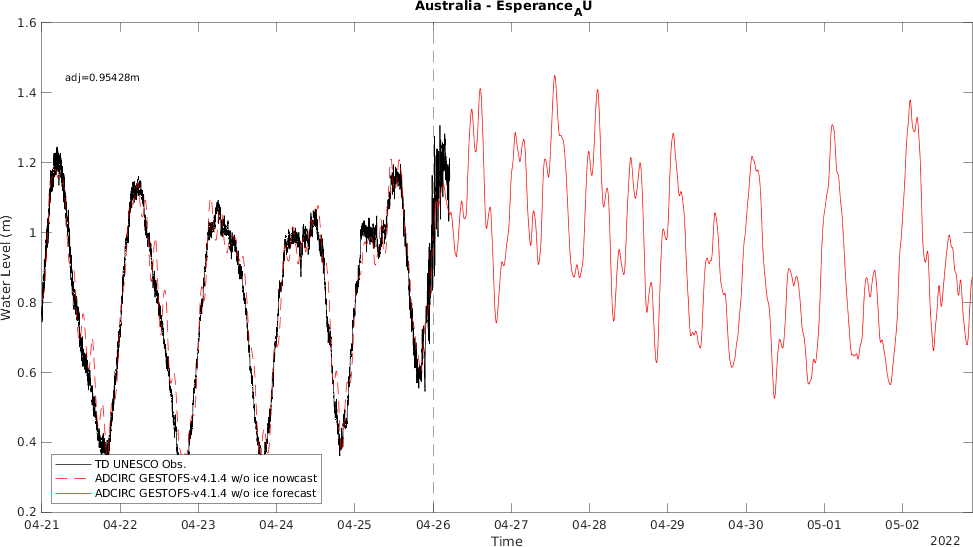 Australia - Esperance_AU
1.6
1.4
1.2
1
0.8
0.6
0.4
0.2
Water Level (m)
adj=0.95428m
TD UNESCO Obs.
ADCIRC GESTOFS-v4.1.4 w/o ice nowcast
ADCIRC GESTOFS-v4.1.4 w/o ice forecast
04-21 04-22 04-23 04-24 04-25 04-26 04-27 04-28 04-29 04-30 05-01 05-02
Time
2022